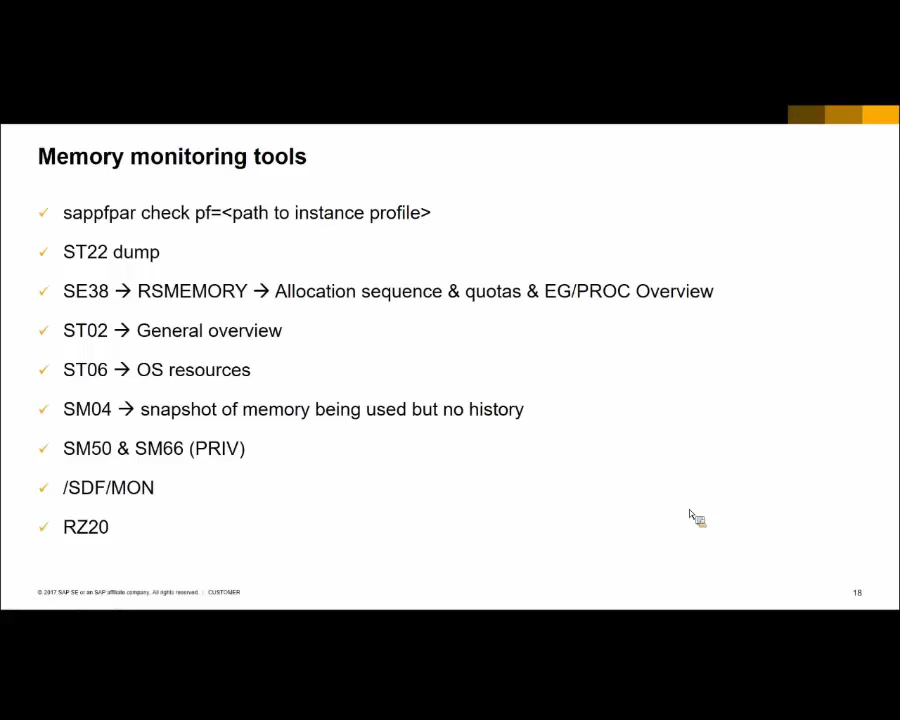 Memory monitoring tools
✓ sappfpar check pf=<path to instance profile>
✓ ST22 dump
✓ SE38 → RSMEMORY → Allocation sequence & quotas & EG/PROC Overview
✓ ST02 → General overview
✓ ST06 → OS resources
✓ SM04 → snapshot of memory being used but no history
✓ SM50 & SM66 (PRIV)
✓ /SDF/MON
✓ RZ20
© 2017 SAP SE or an SAP affiliate company. All rights reserved. | CUSTOMER
18